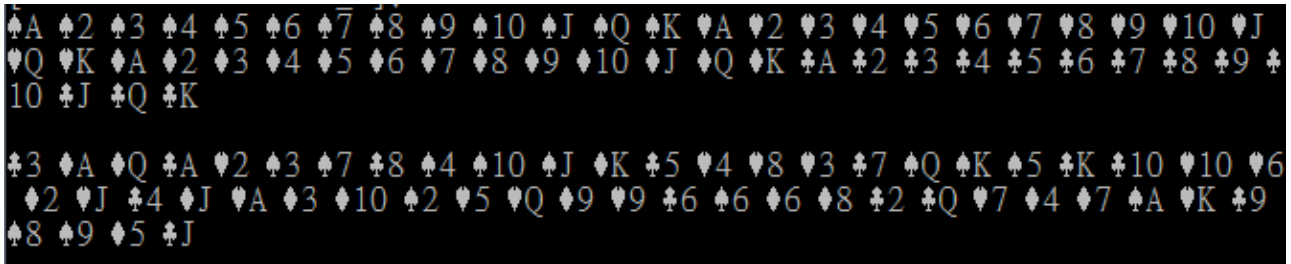 ♠A ♠2 ♠3 ♠4 ♠5 ♠6 ♠7 ♠8 ♠9 ♠10 ♠J ♠Q ♠K ♥A ♥2 ♥3 ♥4 ♥5 ♥6 ♥7 ♥8 ♥9 ♥10 ♥J
♥Q ♥K ♦A ♦2 ♦3 ♦4 ♦5 ♦6 ♦7 ♦8 ♦9 ♦10 ♦J ♦Q ♦K ♣A ♣2 ♣3 ♣4 ♣5 ♣6 ♣7 ♣8 ♣9 ♣
10 ♣J ♣Q ♣K
♣3 ♦A ♦Q ♣A ♥2 ♠3 ♠7 ♣8 ♠4 ♠10 ♠J ♦K ♣5 ♥4 ♥8 ♥3 ♣7 ♠Q ♠K ♠5 ♣K ♣10 ♥10 ♥6
♦2 ♥J ♣4 ♦J ♥A ♦3 ♦10 ♠2 ♥5 ♥Q ♦9 ♥9 ♣6 ♠6 ♦6 ♦8 ♣2 ♣Q ♥7 ♦4 ♦7 ♠A ♥K ♣9
♠8 ♠9 ♦5 ♣J